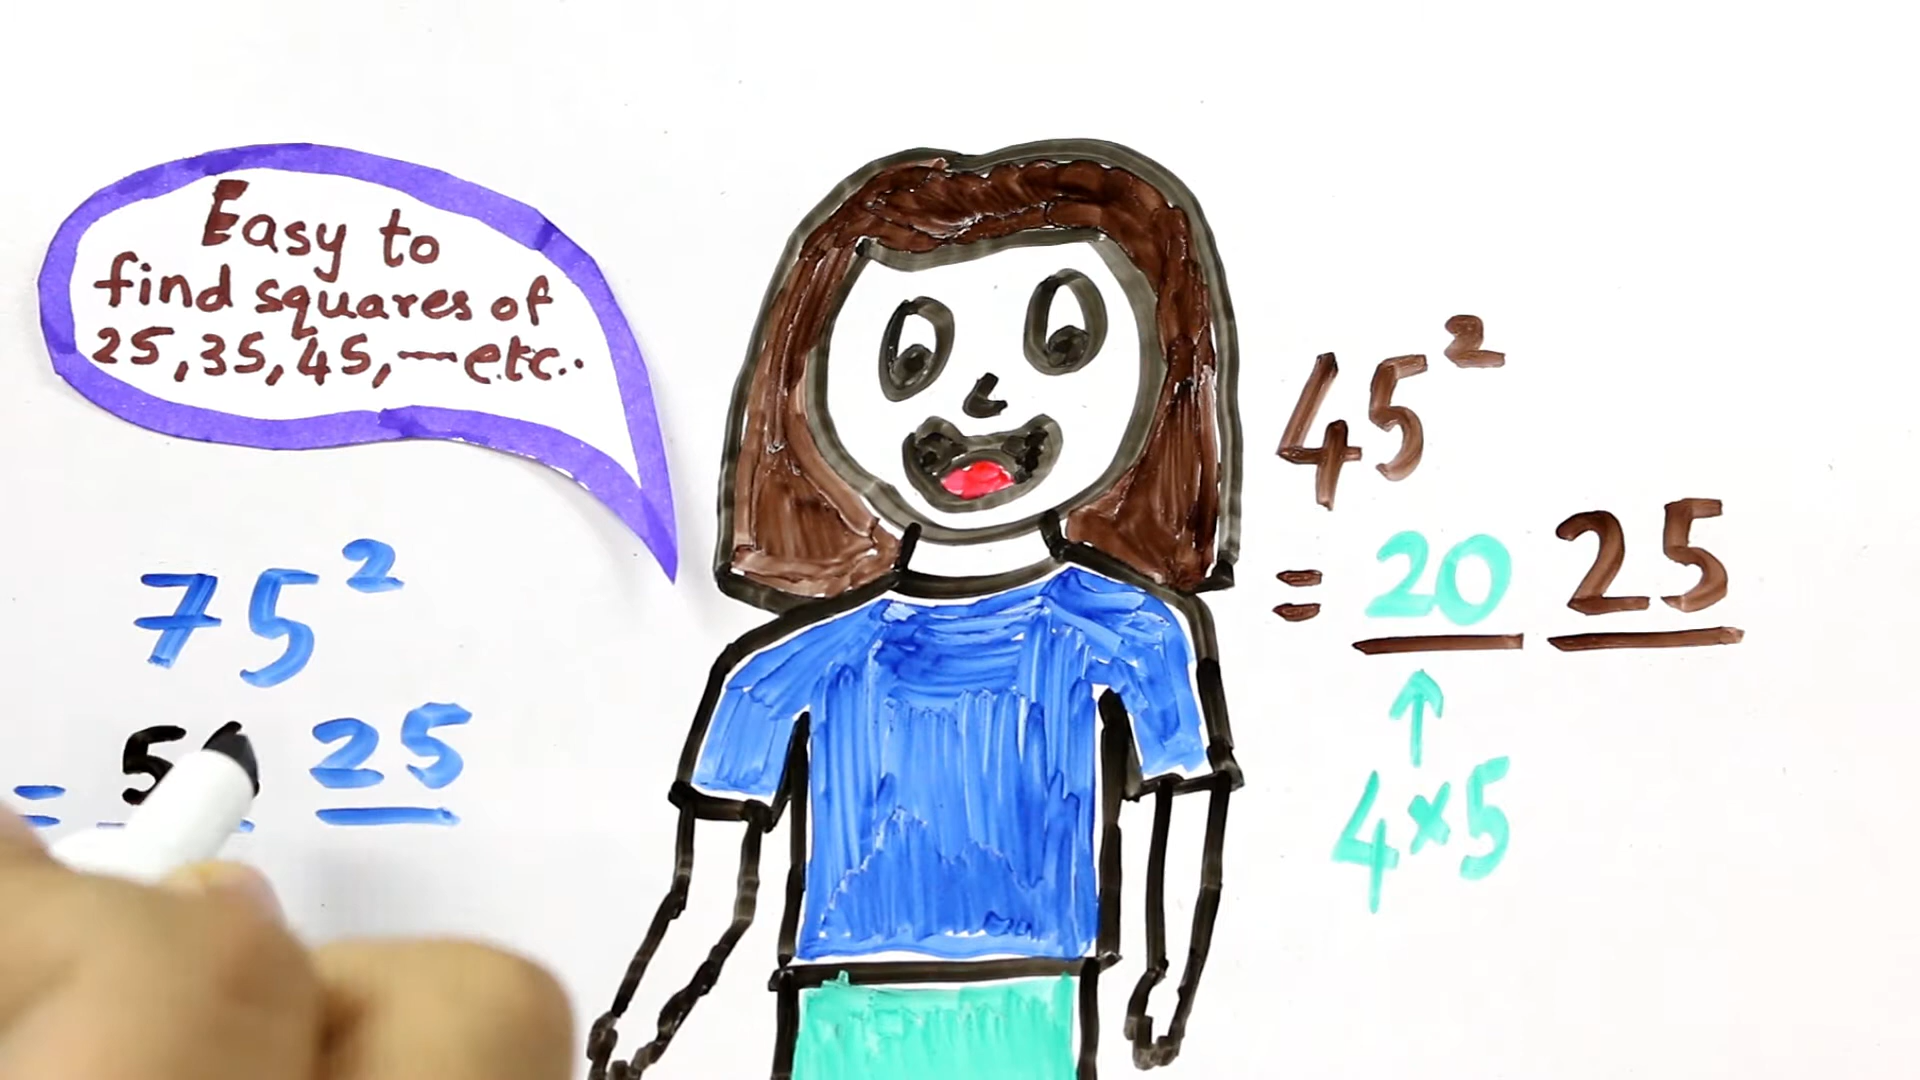 Easy to
find squares of
25, 35, 45, — etc..
75²
= 5 25
45²
= 20 25
↑
4×5